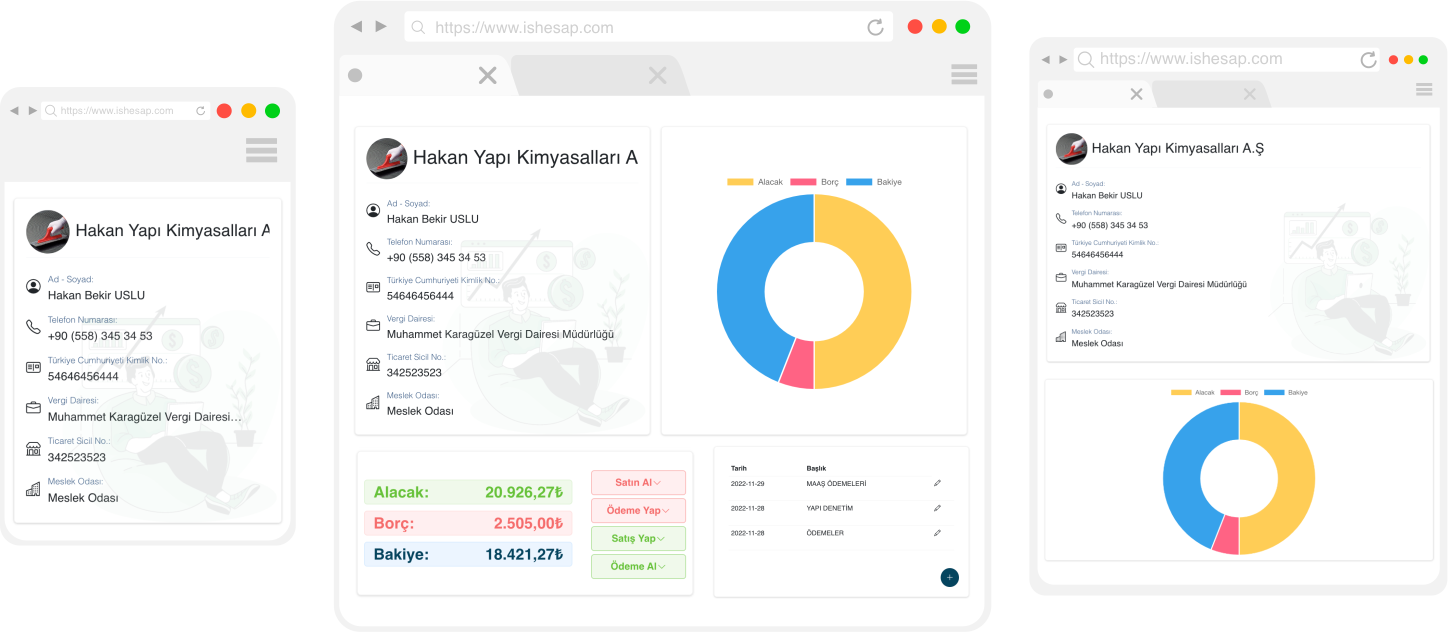 https://www.ishesap.com
Hakan Yapı Kimyasalları A
Ad - Soyad:
Hakan Bekir USLU
Telefon Numarası:
+90 (558) 345 34 53
Türkiye Cumhuriyeti Kimlik No.:
54646456444
Vergi Dairesi:
Muhammet Karagüzel Vergi Dairesi...
Ticaret Sicil No.:
342523523
Meslek Odası:
Meslek Odası
https://www.ishesap.com
Hakan Yapı Kimyasalları A
Ad - Soyad:
Hakan Bekir USLU
Telefon Numarası:
+90 (558) 345 34 53
Türkiye Cumhuriyeti Kimlik No.:
54646456444
Vergi Dairesi:
Muhammet Karagüzel Vergi Dairesi Müdürlüğü
Ticaret Sicil No.:
342523523
Meslek Odası:
Meslek Odası
Alacak Borç Bakiye
Alacak: 20.926,27₺
Borç: 2.505,00₺
Bakiye: 18.421,27₺
Satın Al
Ödeme Yap
Satış Yap
Ödeme Al
Tarih Başlık
2022-11-29 MAAŞ ÖDEMELERİ
2022-11-28 YAPI DENETİM
2022-11-28 ÖDEMELER
https://www.ishesap.com
Hakan Yapı Kimyasalları A.Ş
Ad - Soyad:
Hakan Bekir USLU
Telefon Numarası:
+90 (558) 345 34 53
Türkiye Cumhuriyeti Kimlik No.:
54646456444
Vergi Dairesi:
Muhammet Karagüzel Vergi Dairesi Müdürlüğü
Ticaret Sicil No.:
342523523
Meslek Odası:
Meslek Odası
Alacak Borç Bakiye